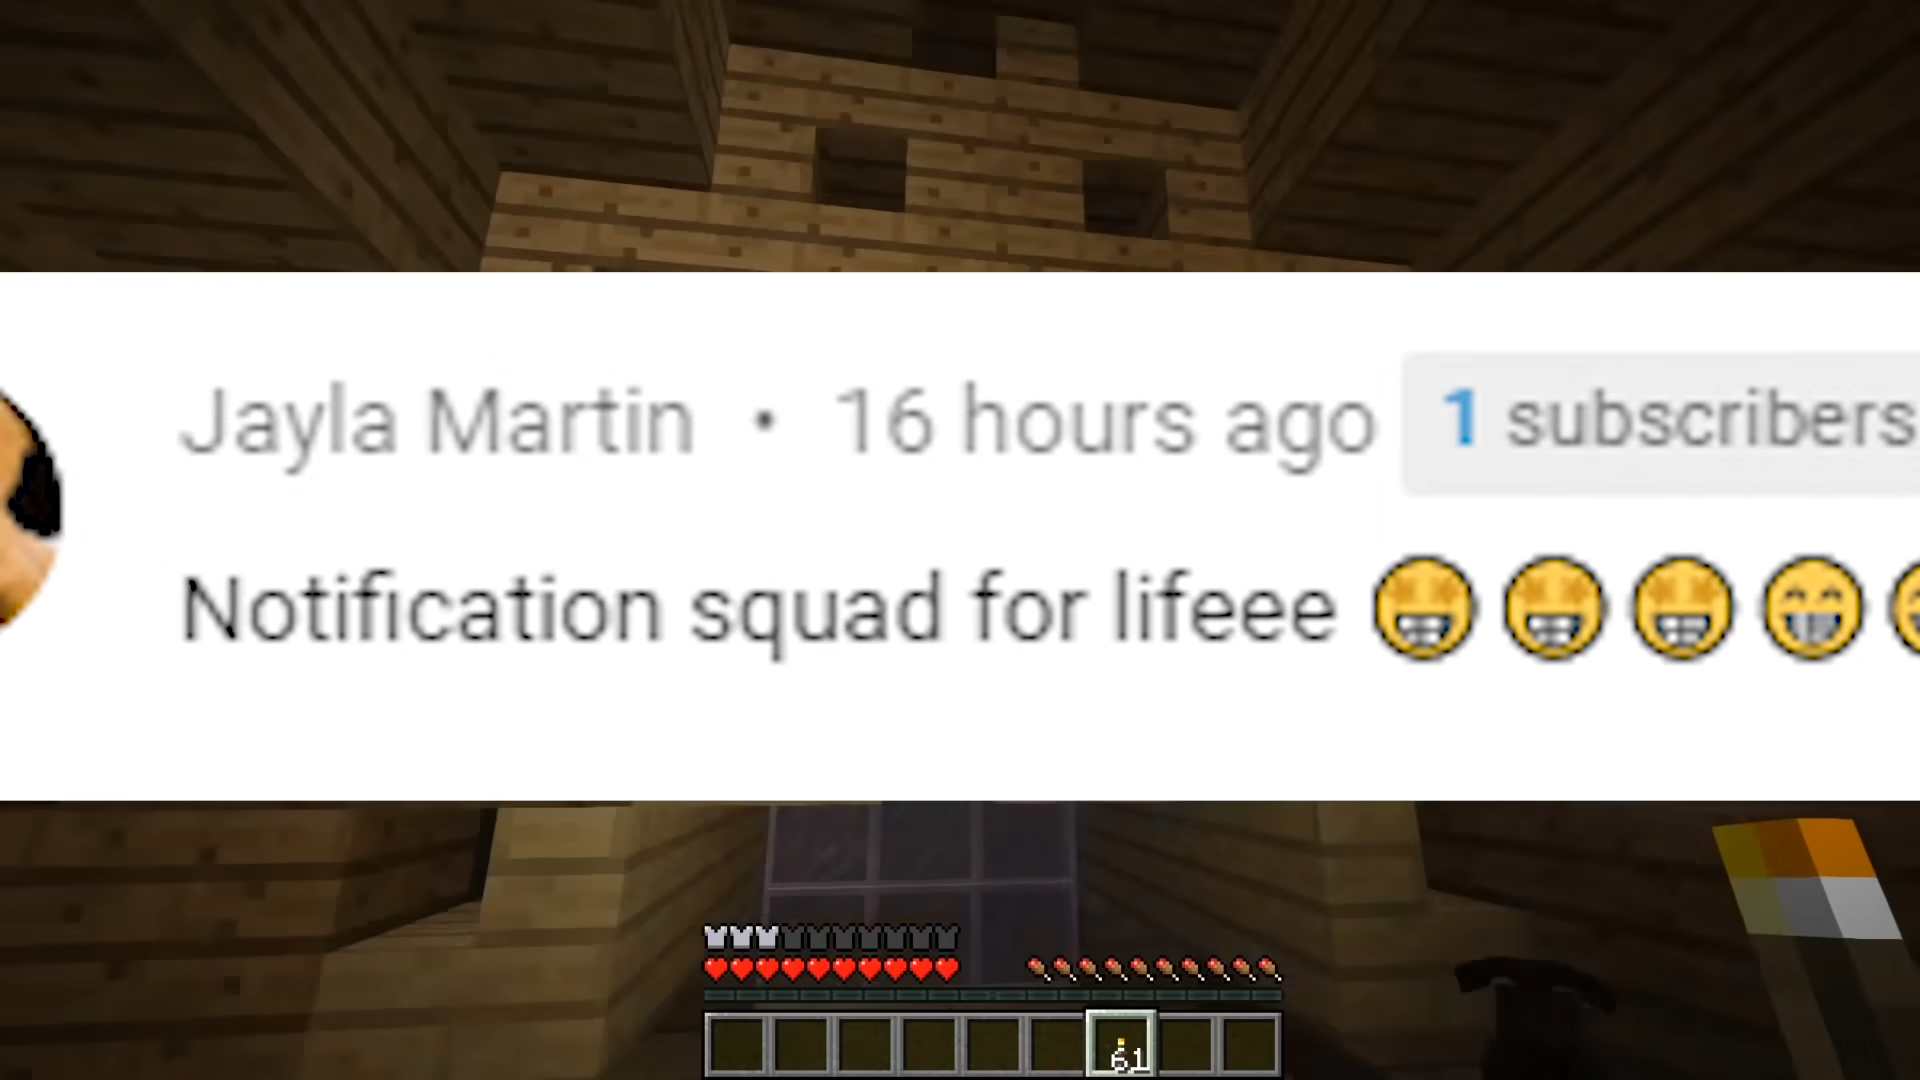 Jayla Martin • 16 hours ago 1 subscribers
Notification squad for lifeee 🤩 🤩 🤩 😁
61